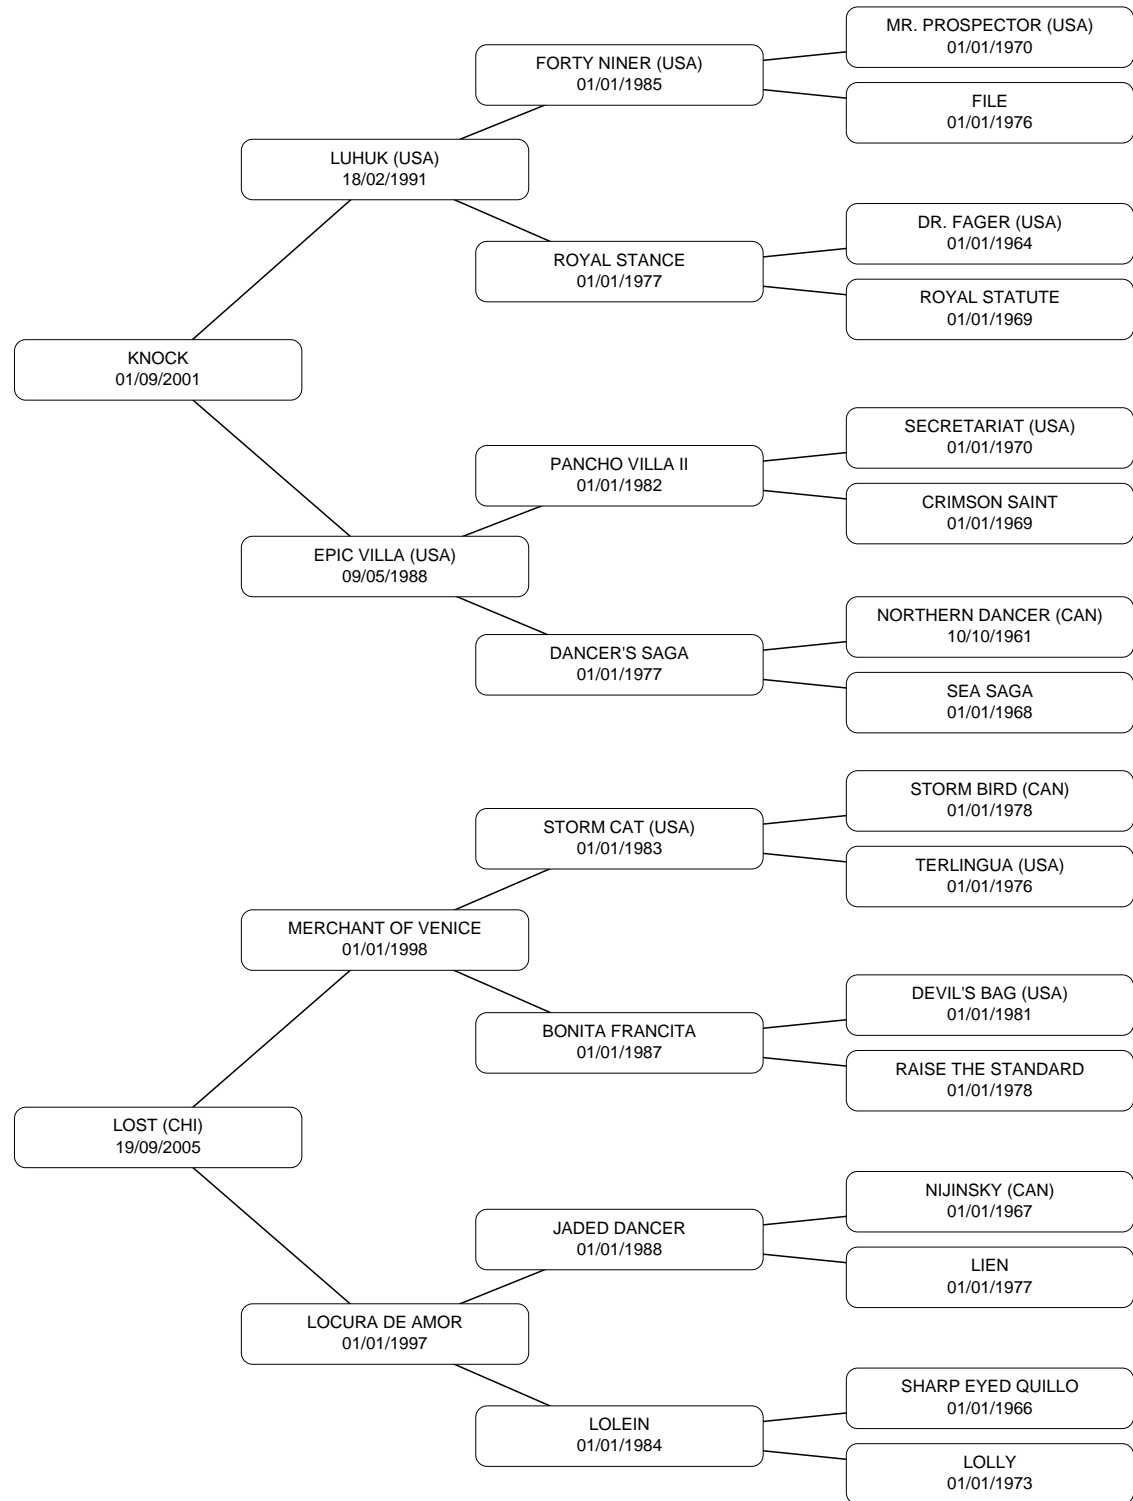 MR. PROSPECTOR (USA)
01/01/1970
FORTY NINER (USA)
01/01/1985
FILE
01/01/1976
LUHUK (USA)
18/02/1991
DR. FAGER (USA)
01/01/1964
ROYAL STANCE
01/01/1977
ROYAL STATUTE
01/01/1969
KNOCK
01/09/2001
SECRETARIAT (USA)
01/01/1970
PANCHO VILLA II
01/01/1982
CRIMSON SAINT
01/01/1969
EPIC VILLA (USA)
09/05/1988
NORTHERN DANCER (CAN)
10/10/1961
DANCER'S SAGA
01/01/1977
SEA SAGA
01/01/1968
STORM BIRD (CAN)
01/01/1978
STORM CAT (USA)
01/01/1983
TERLINGUA (USA)
01/01/1976
MERCHANT OF VENICE
01/01/1998
DEVIL'S BAG (USA)
01/01/1981
BONITA FRANCITA
01/01/1987
RAISE THE STANDARD
01/01/1978
LOST (CHI)
19/09/2005
NIJINSKY (CAN)
01/01/1967
JADED DANCER
01/01/1988
LIEN
01/01/1977
LOCURA DE AMOR
01/01/1997
SHARP EYED QUILLO
01/01/1966
LOLEIN
01/01/1984
LOLLY
01/01/1973